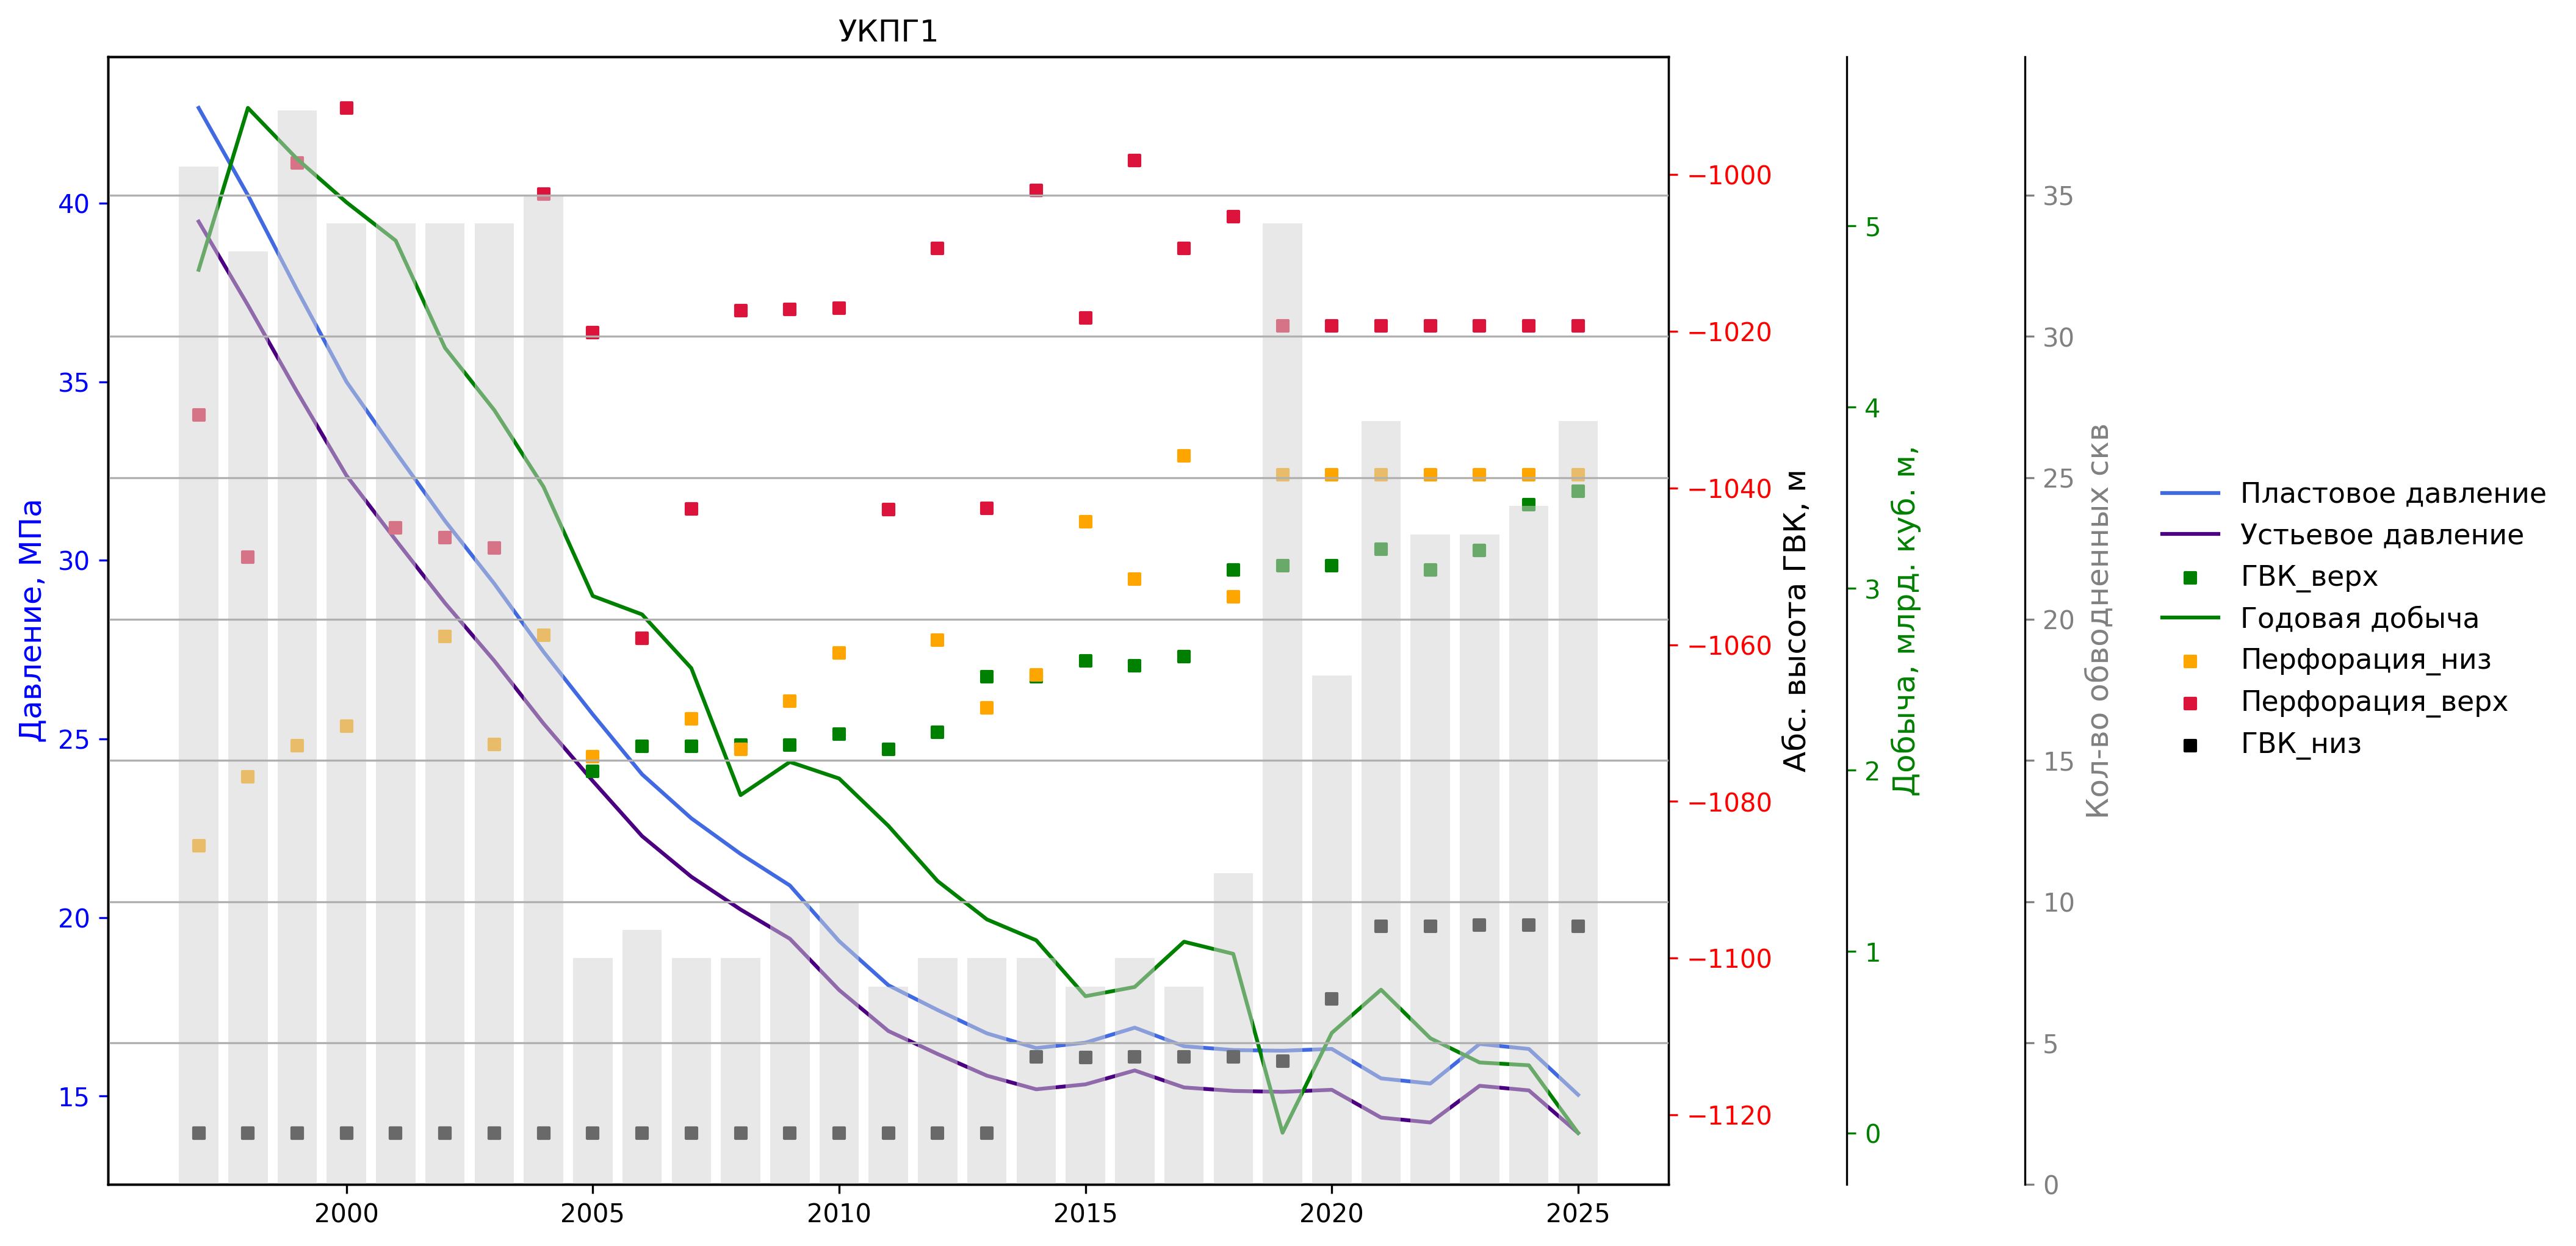 УКПГ1
Давление, МПа
40
35
30
25
20
15
2000
2005
2010
2015
2020
2025
−1000
−1020
−1040
−1060
−1080
−1100
−1120
Абс. высота ГВК, м
5
4
3
2
1
0
Добыча, млрд. куб. м,
35
30
25
20
15
10
5
0
Кол-во обводненных скв
Пластовое давление
Устьевое давление
ГВК_верх
Годовая добыча
Перфорация_низ
Перфорация_верх
ГВК_низ